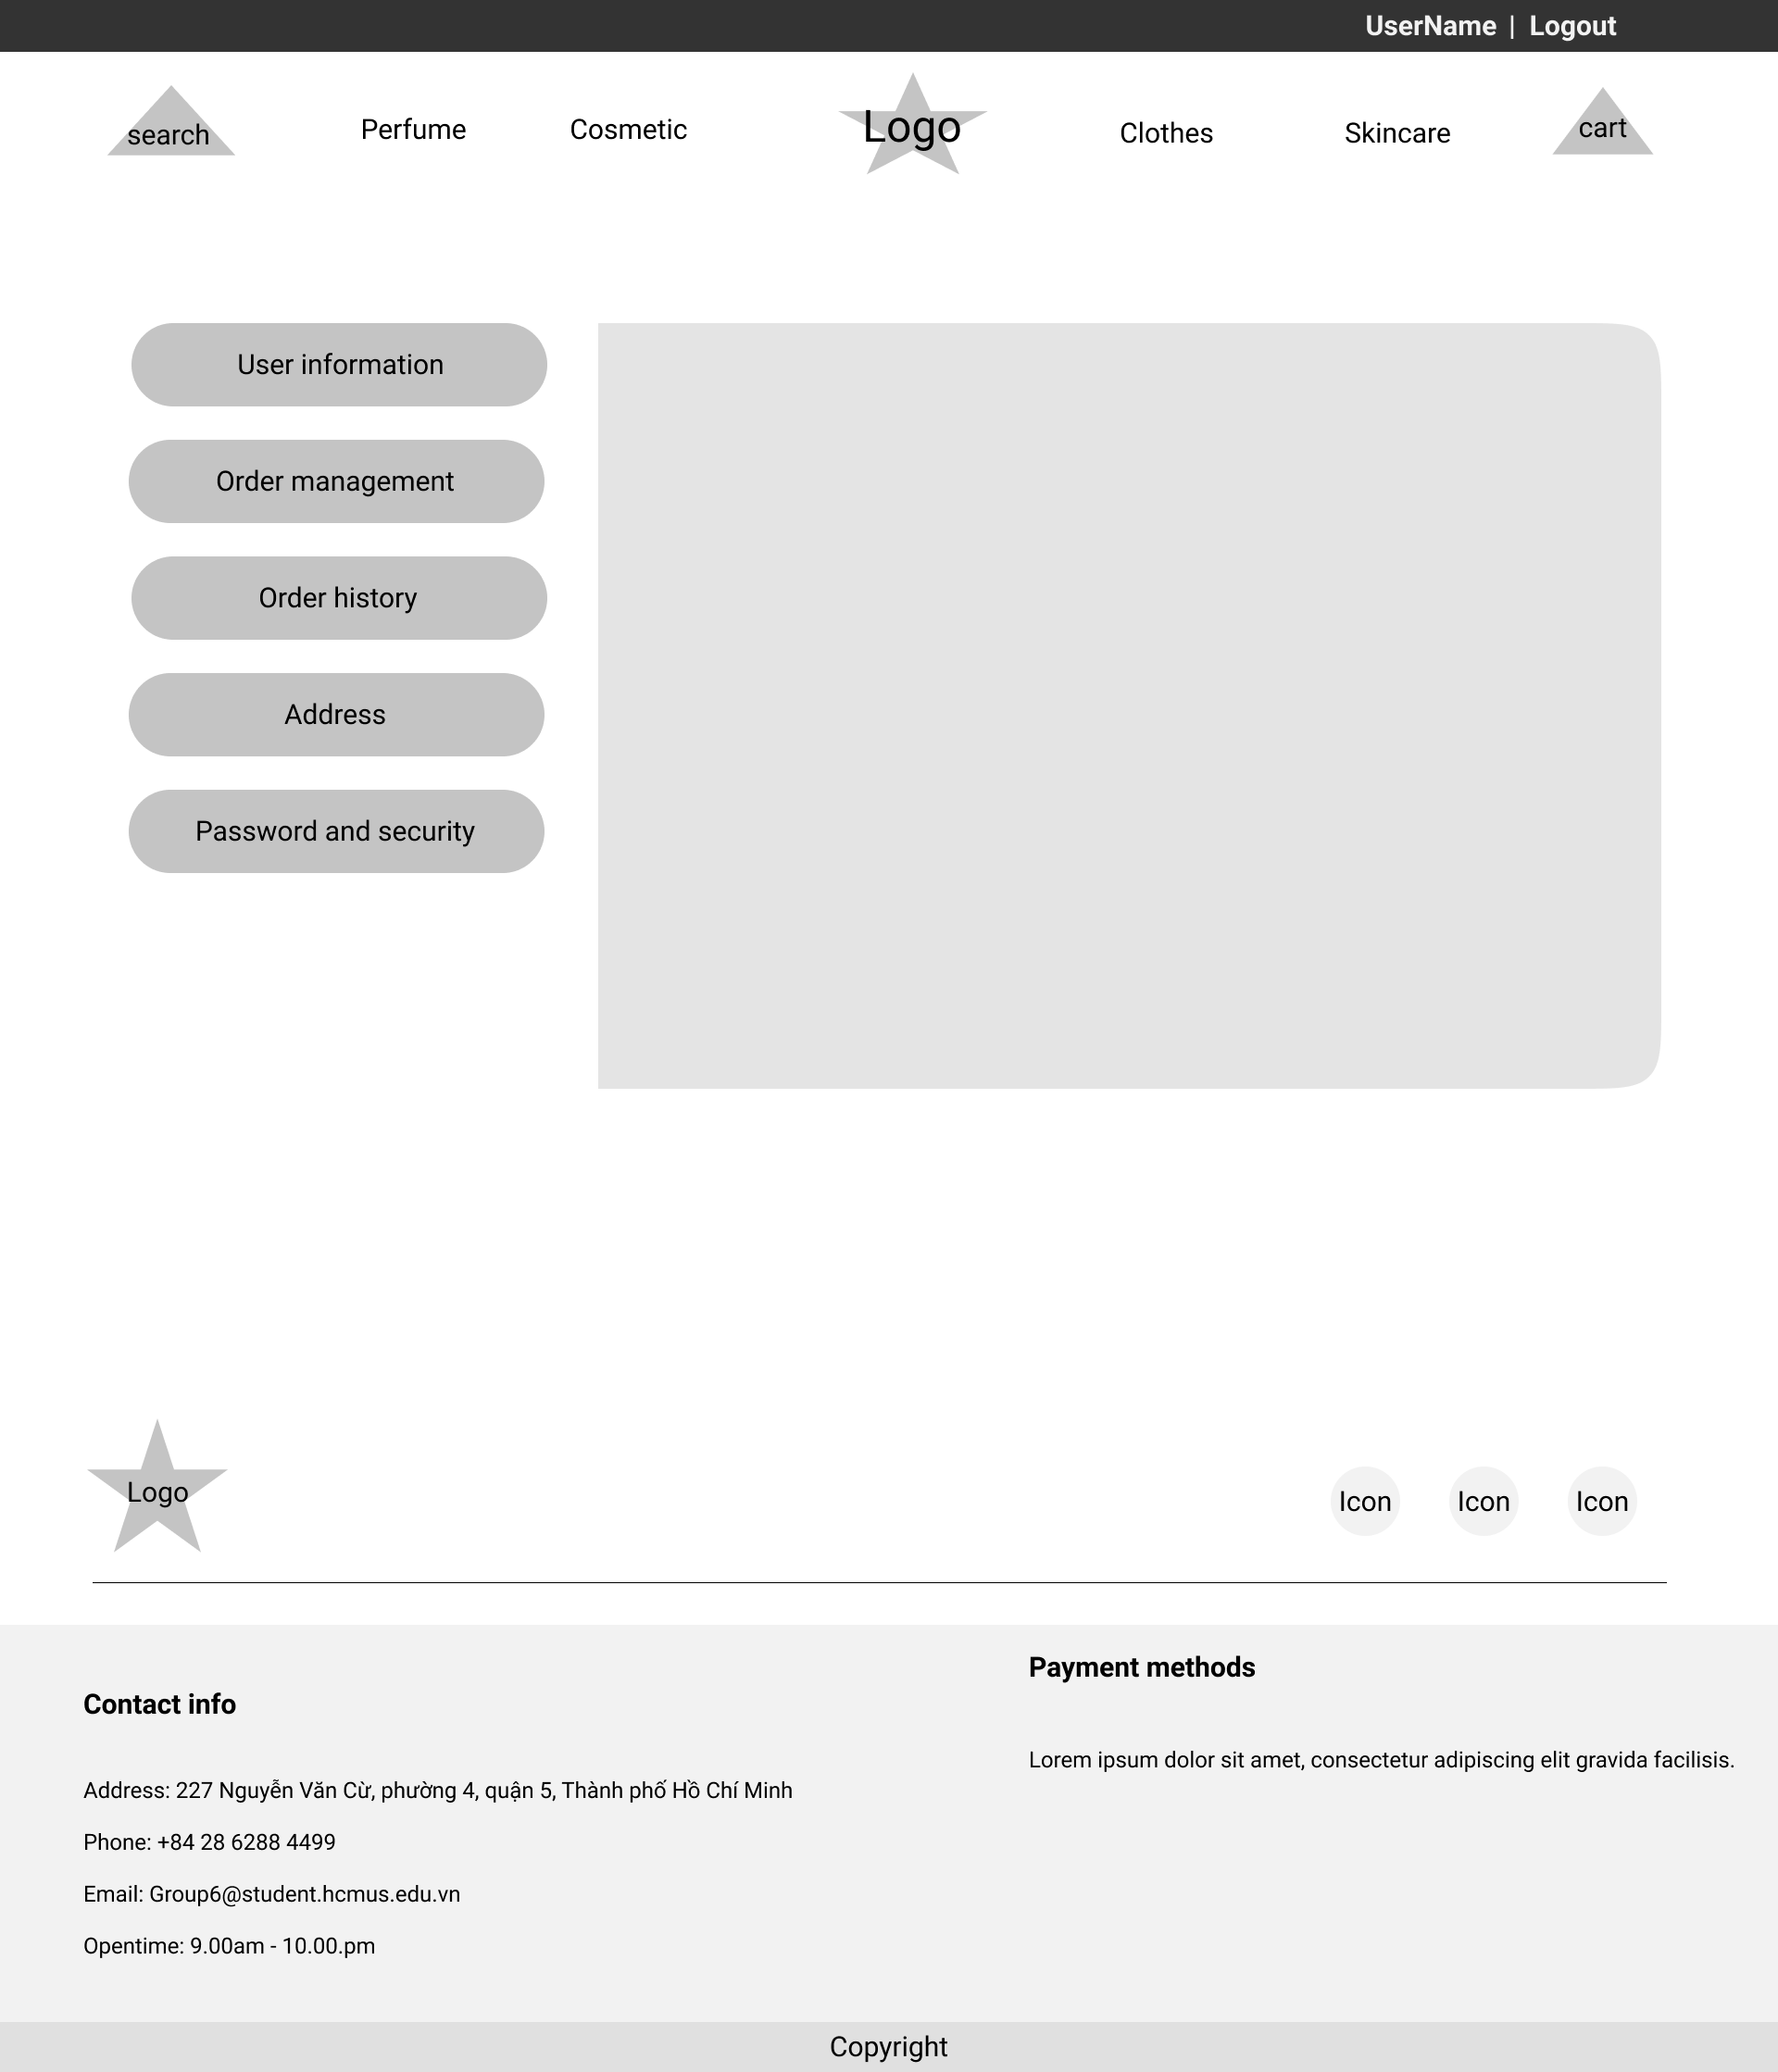 UserName | Logout
search
Perfume
Cosmetic
Logo
Clothes
Skincare
cart
User information
Order management
Order history
Address
Password and security
Logo
Icon
Icon
Icon
Contact info
Address: 227 Nguyễn Văn Cừ, phường 4, quận 5, Thành phố Hồ Chí Minh
Phone: +84 28 6288 4499
Email: Group6@student.hcmus.edu.vn
Opentime: 9.00am - 10.00.pm
Payment methods
Lorem ipsum dolor sit amet, consectetur adipiscing elit gravida facilisis.
Copyright